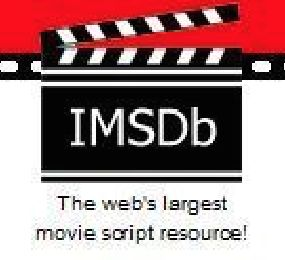 IMSDb
The web's largest
movie script resource!